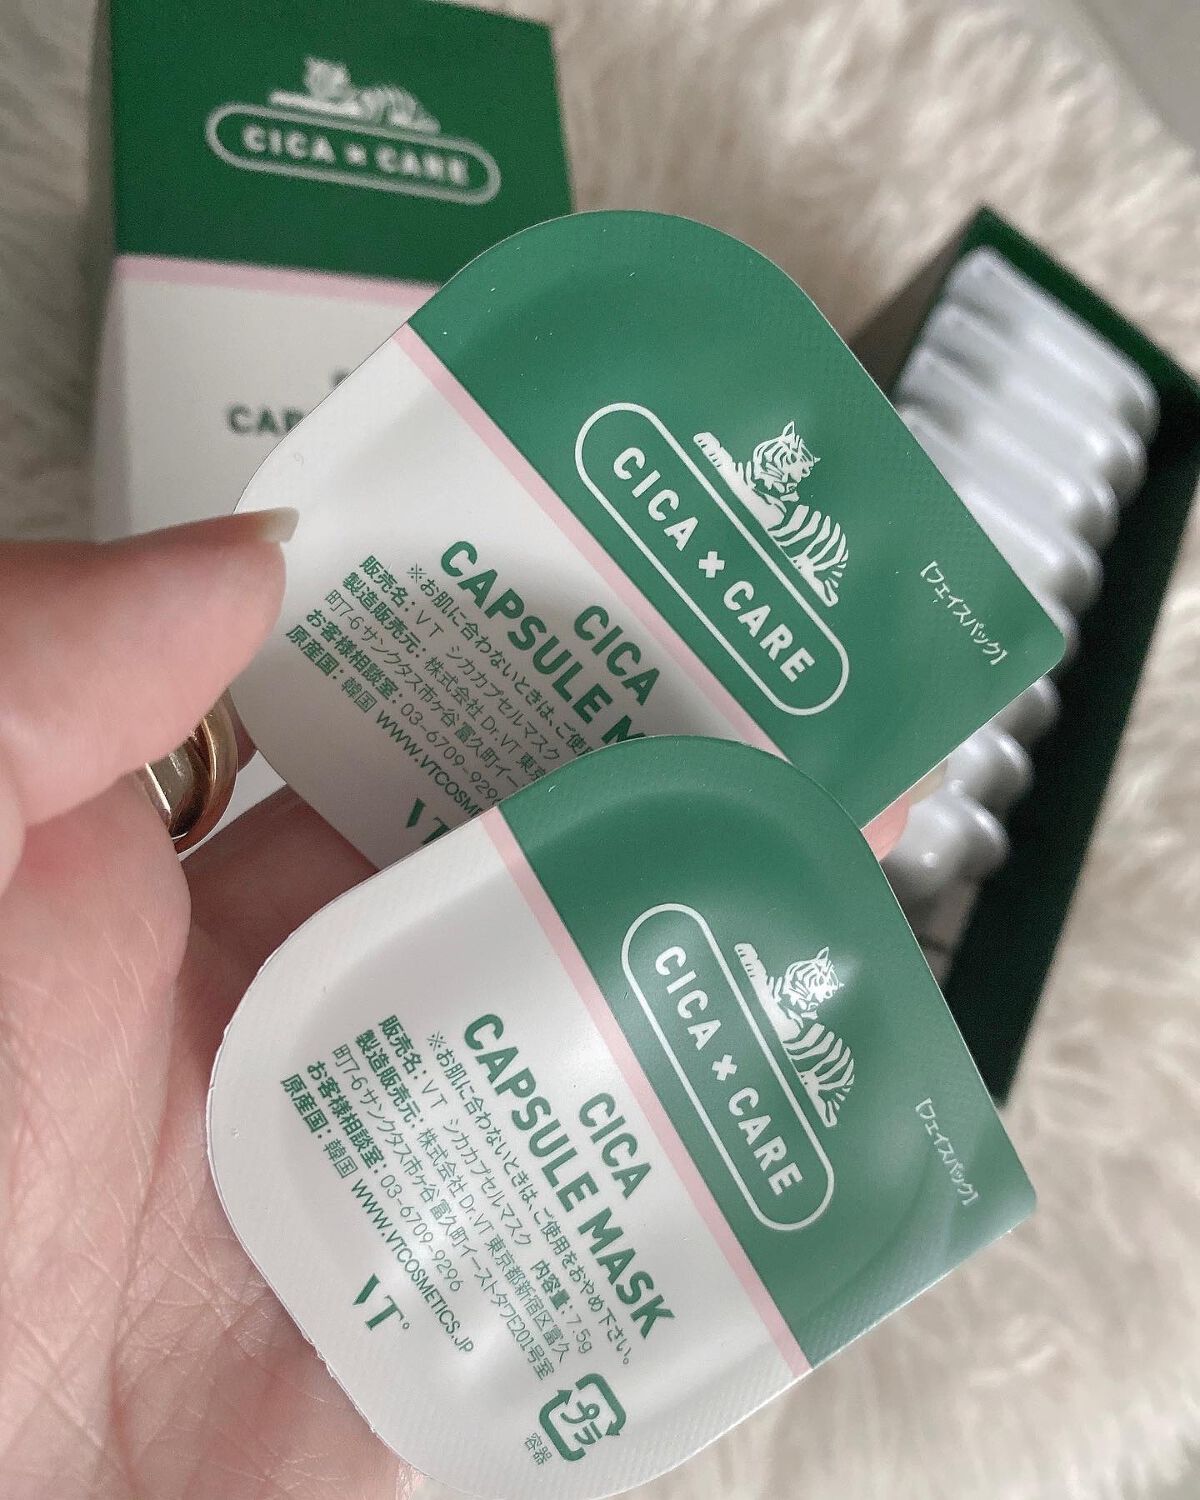 CICA × CARE
CAP
CICA × CARE
【フェイスパック】
CICA
CAPSULE M
※お肌に合わないときは、ご使
販売名：VT シカカプセルマスク
製造販売元：株式会社Dr.VT 東京
町7-6サンクタス市ヶ谷富久町イー
お客様相談室：03-6709-929
原産国：韓国 WWW.VTCOSME
VT
CICA × CARE
【フェイスパック】
CICA
CAPSULE MASK
※お肌に合わないときは、ご使用をおやめ下さい。
販売名：VT シカカプセルマスク 内容量：7.5g
製造販売元：株式会社Dr.VT 東京都新宿区富久
町7-6サンクタス市ヶ谷富久町イーストタワE201号室
お客様相談室：03-6709-9296
原産国：韓国 WWW.VTCOSMETICS.JP
VT
プラ
容器